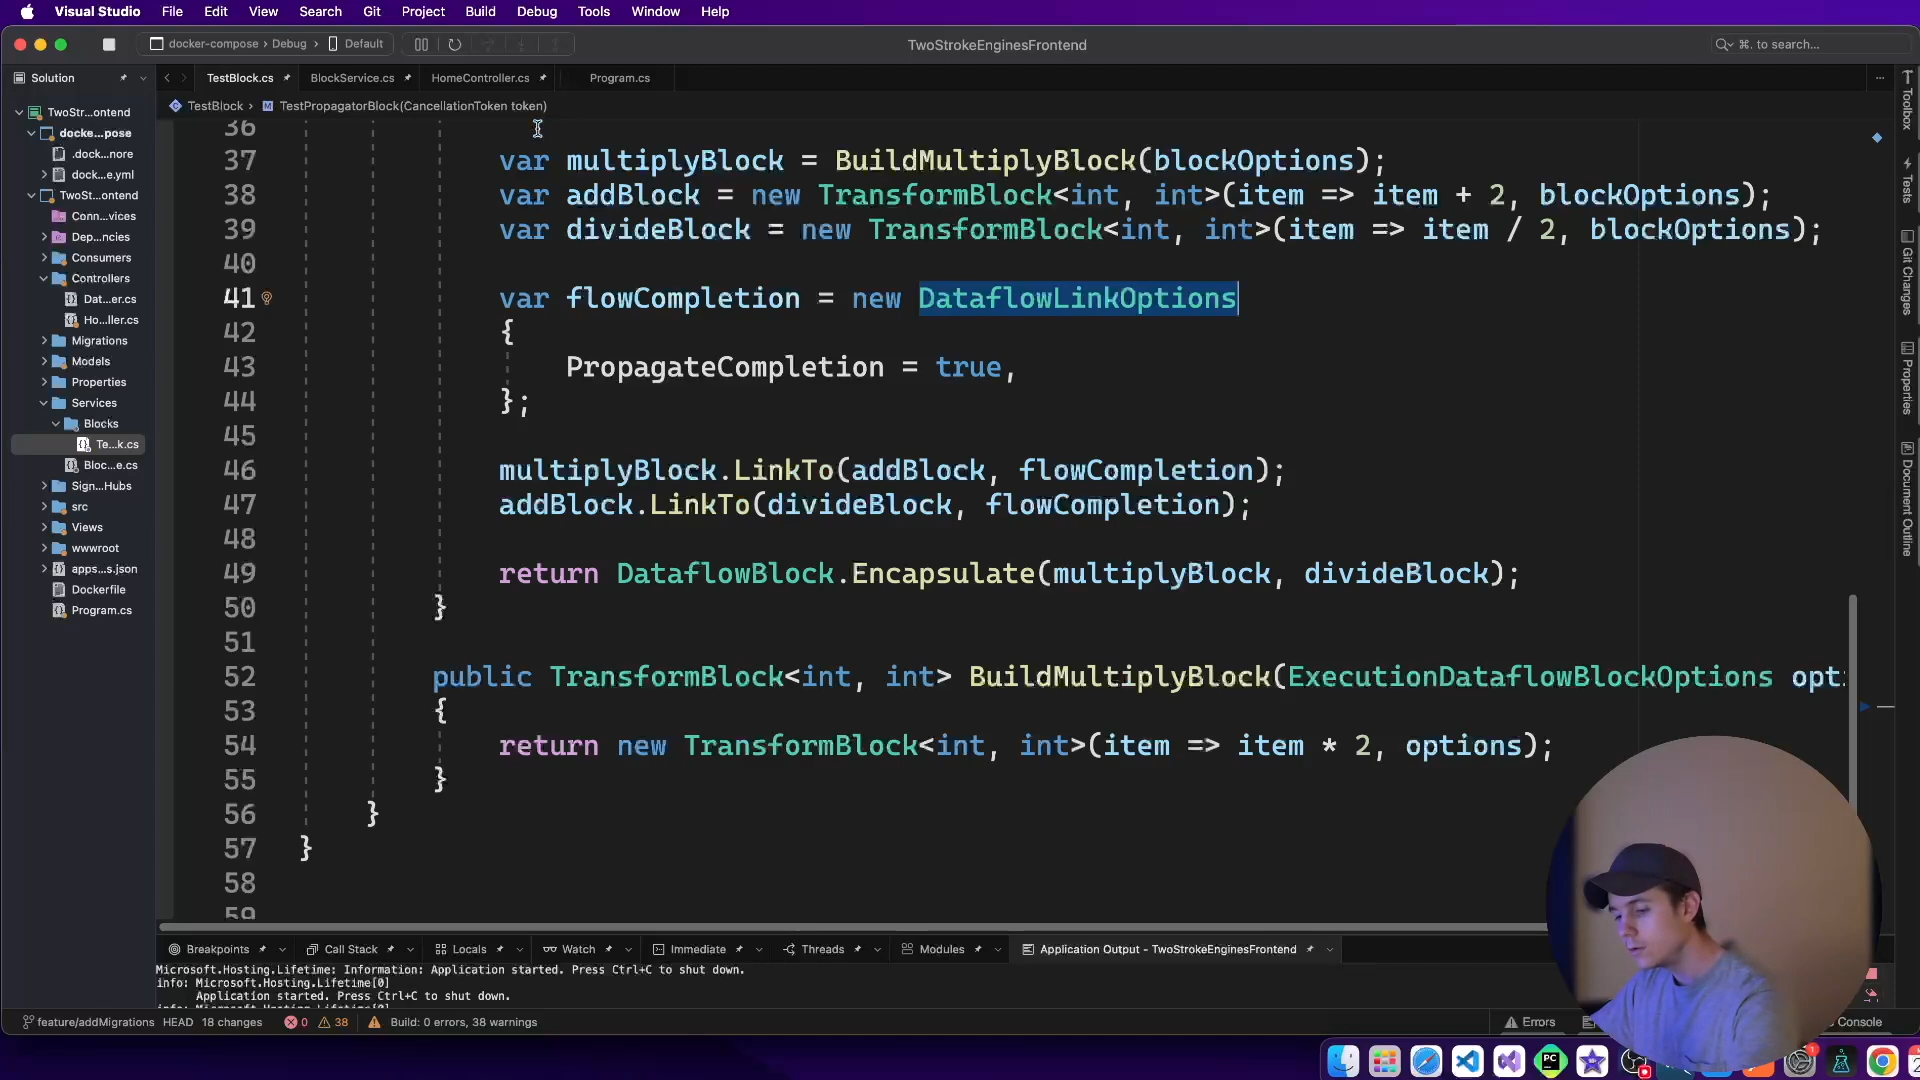 Visual Studio File Edit View Search Git Project Build Debug Tools Window Help
docker-compose › Debug › Default
TwoStrokeEnginesFrontend
⌘. to search...
Solution
TestBlock.cs BlockService.cs HomeController.cs Program.cs
TestBlock › TestPropagatorBlock(CancellationToken token)
TwoStr...ontend
docke...pose
.dock...nore
dock...e.yml
TwoSt...ontend
Conn...vices
Dep...ncies
Consumers
Controllers
Dat...er.cs
Ho...ller.cs
Migrations
Models
Properties
Services
Blocks
Te...k.cs
Bloc...e.cs
Sign...Hubs
src
Views
wwwroot
apps...s.json
Dockerfile
Program.cs
36
37 var multiplyBlock = BuildMultiplyBlock(blockOptions);
38 var addBlock = new TransformBlock<int, int>(item => item + 2, blockOptions);
39 var divideBlock = new TransformBlock<int, int>(item => item / 2, blockOptions);
40
41 var flowCompletion = new DataflowLinkOptions
42 {
43 PropagateCompletion = true,
44 };
45
46 multiplyBlock.LinkTo(addBlock, flowCompletion);
47 addBlock.LinkTo(divideBlock, flowCompletion);
48
49 return DataflowBlock.Encapsulate(multiplyBlock, divideBlock);
50 }
51
52 public TransformBlock<int, int> BuildMultiplyBlock(ExecutionDataflowBlockOptions opt
53 {
54 return new TransformBlock<int, int>(item => item * 2, options);
55 }
56 }
57 }
58
59
Toolbox
Tests
Git Changes
Properties
Document Outline
Breakpoints Call Stack Locals Watch Immediate Threads Modules Application Output - TwoStrokeEnginesFrontend
Microsoft.Hosting.Lifetime: Information: Application started. Press Ctrl+C to shut down.
info: Microsoft.Hosting.Lifetime[0]
Application started. Press Ctrl+C to shut down.
info: Microsoft.Hosting.Lifetime[0]
feature/addMigrations HEAD 18 changes 0 38 Build: 0 errors, 38 warnings
Errors
Console
PC
1